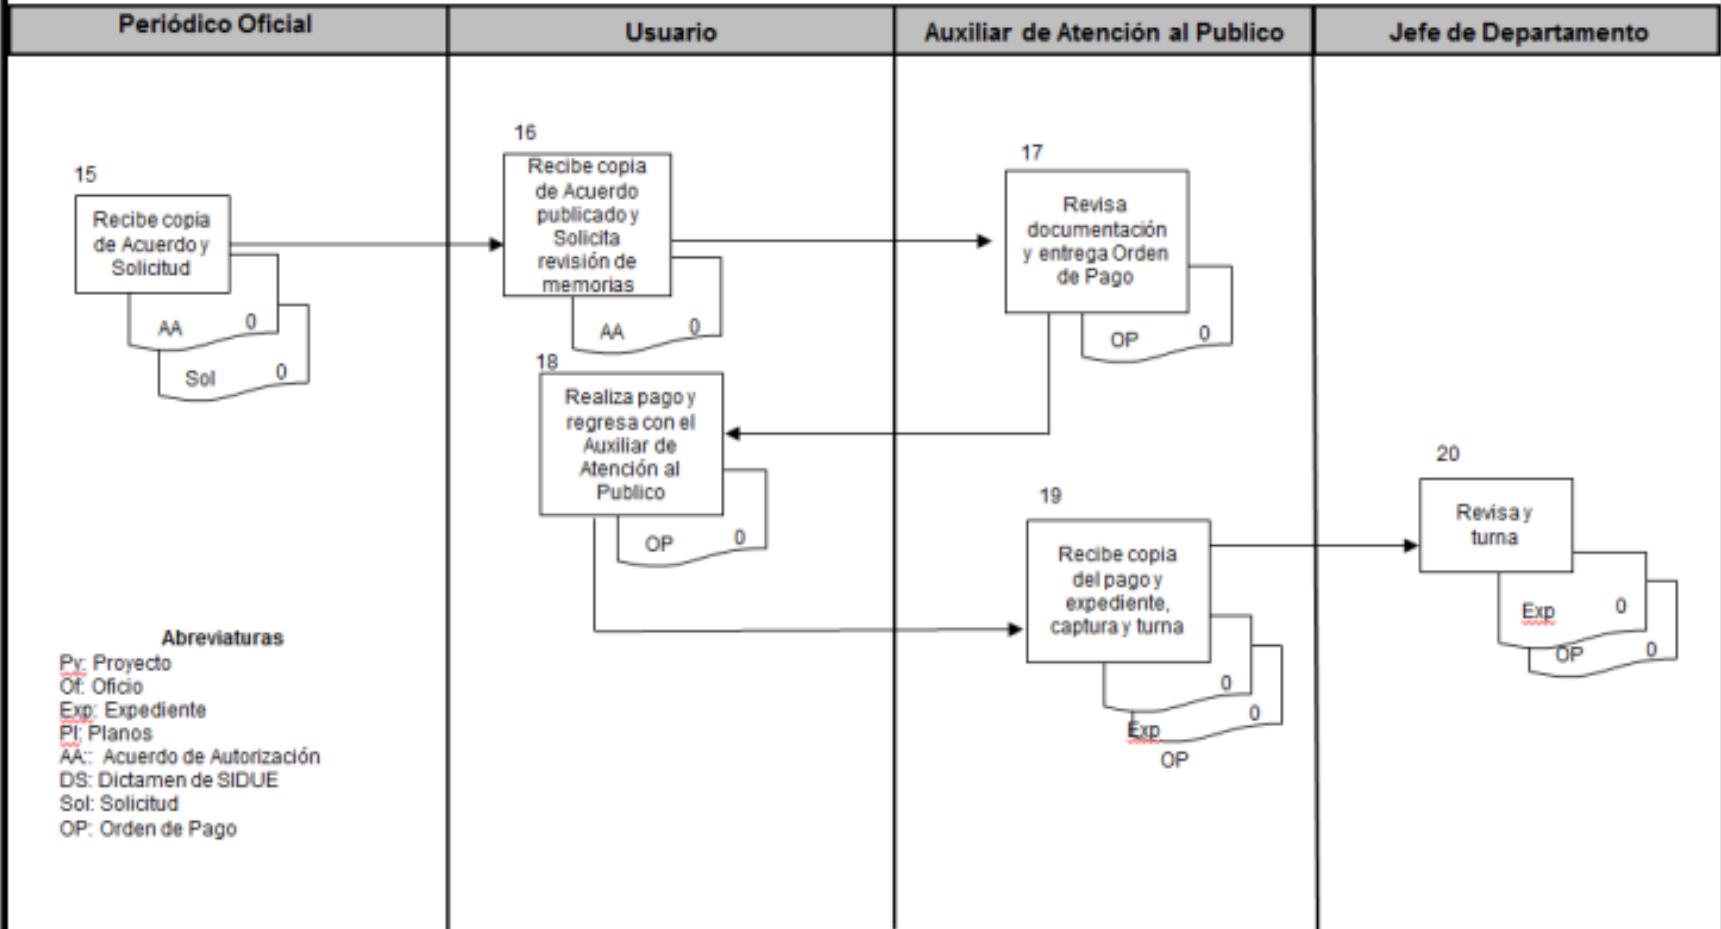 Periódico Oficial
Usuario
Auxiliar de Atención al Publico
Jefe de Departamento
15
Recibe copia
de Acuerdo y
Solicitud
AA 0
Sol 0
16
Recibe copia
de Acuerdo
publicado y
Solicita
revisión de
memorias
AA 0
17
Revisa
documentación
y entrega Orden
de Pago
OP 0
18
Realiza pago y
regresa con el
Auxiliar de
Atención al
Publico
OP 0
19
Recibe copia
del pago y
expediente,
captura y turna
0
0
Exp
OP
20
Revisa y
turna
Exp 0
OP 0
Abreviaturas
Py: Proyecto
Of: Oficio
Exp: Expediente
Pl: Planos
AA:: Acuerdo de Autorización
DS: Dictamen de SIDUE
Sol: Solicitud
OP: Orden de Pago